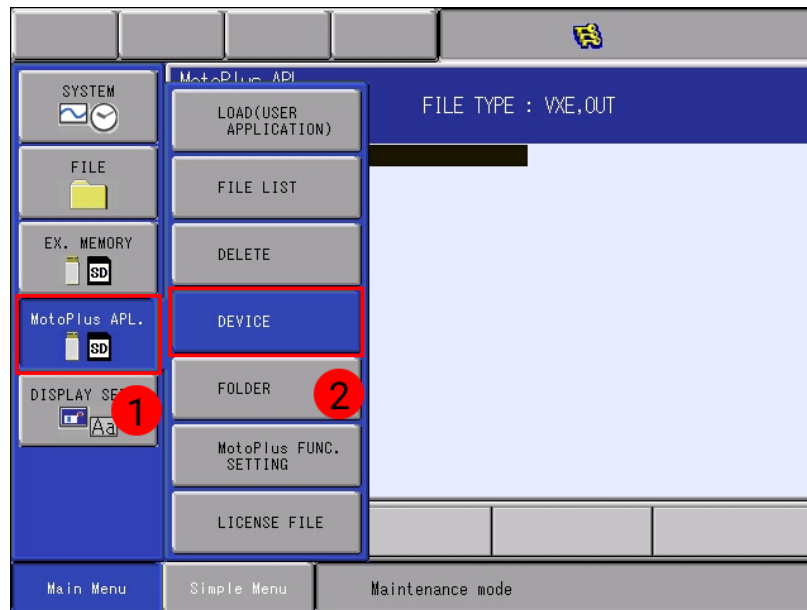 SYSTEM
FILE
EX. MEMORY
SD
MotoPlus APL.
SD
DISPLAY SE
Aa
1
MotoPlus APL
FILE TYPE : VXE,OUT
LOAD(USER
APPLICATION)
FILE LIST
DELETE
DEVICE
FOLDER
2
MotoPlus FUNC.
SETTING
LICENSE FILE
Main Menu
Simple Menu
Maintenance mode